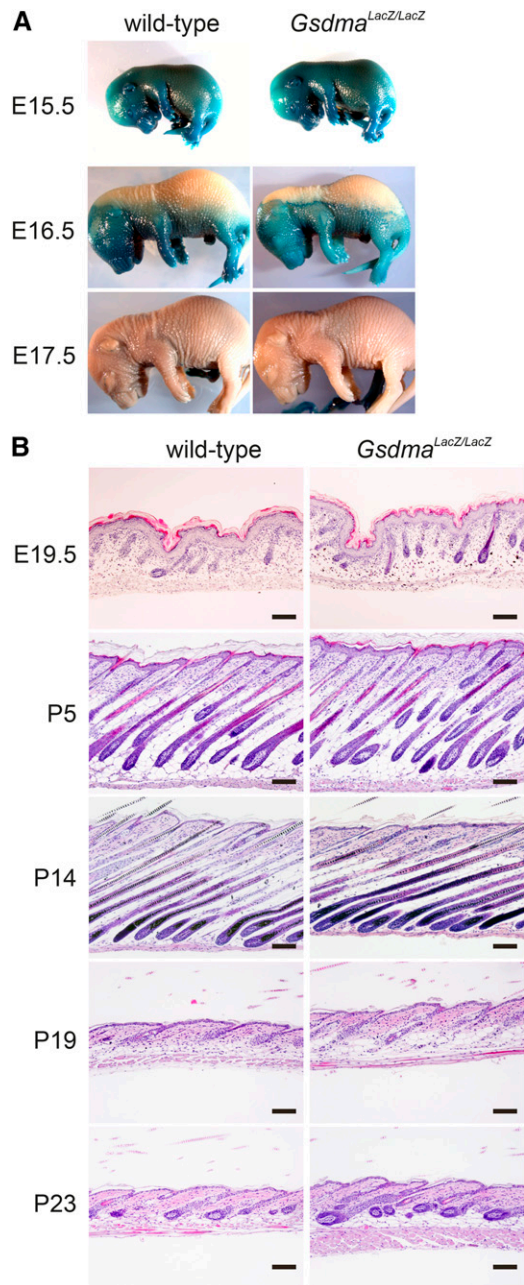 A
wild-type Gsdma^LacZ/LacZ
E15.5
E16.5
E17.5
B
wild-type Gsdma^LacZ/LacZ
E19.5
P5
P14
P19
P23